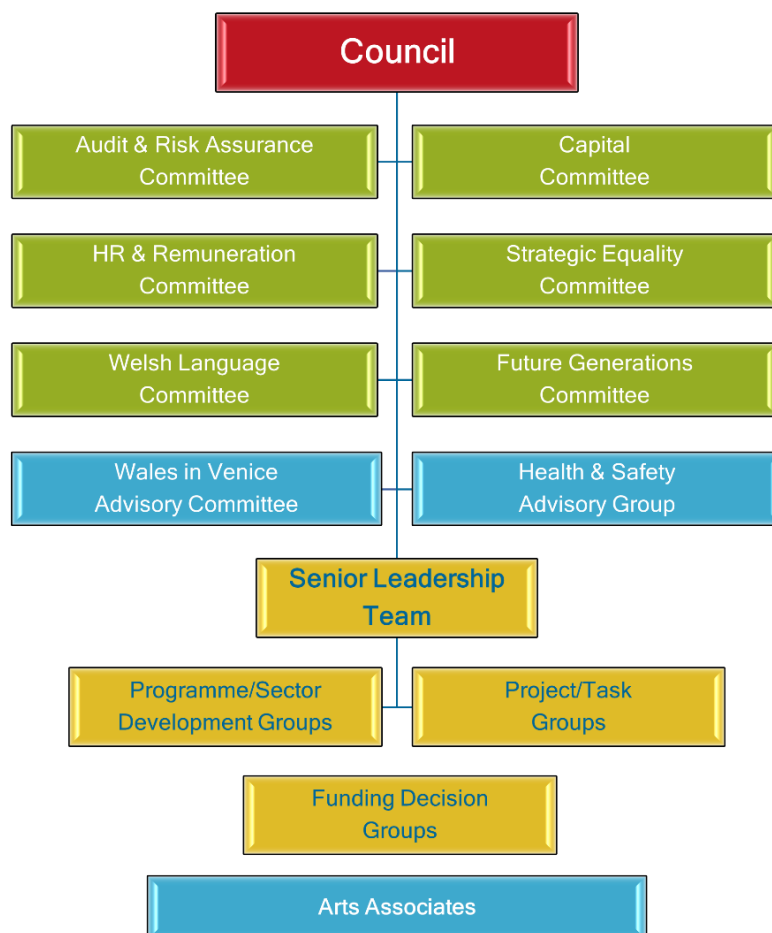 Council
Audit & Risk Assurance
Committee
Capital
Committee
HR & Remuneration
Committee
Strategic Equality
Committee
Welsh Language
Committee
Future Generations
Committee
Wales in Venice
Advisory Committee
Health & Safety
Advisory Group
Senior Leadership
Team
Programme/Sector
Development Groups
Project/Task
Groups
Funding Decision
Groups
Arts Associates